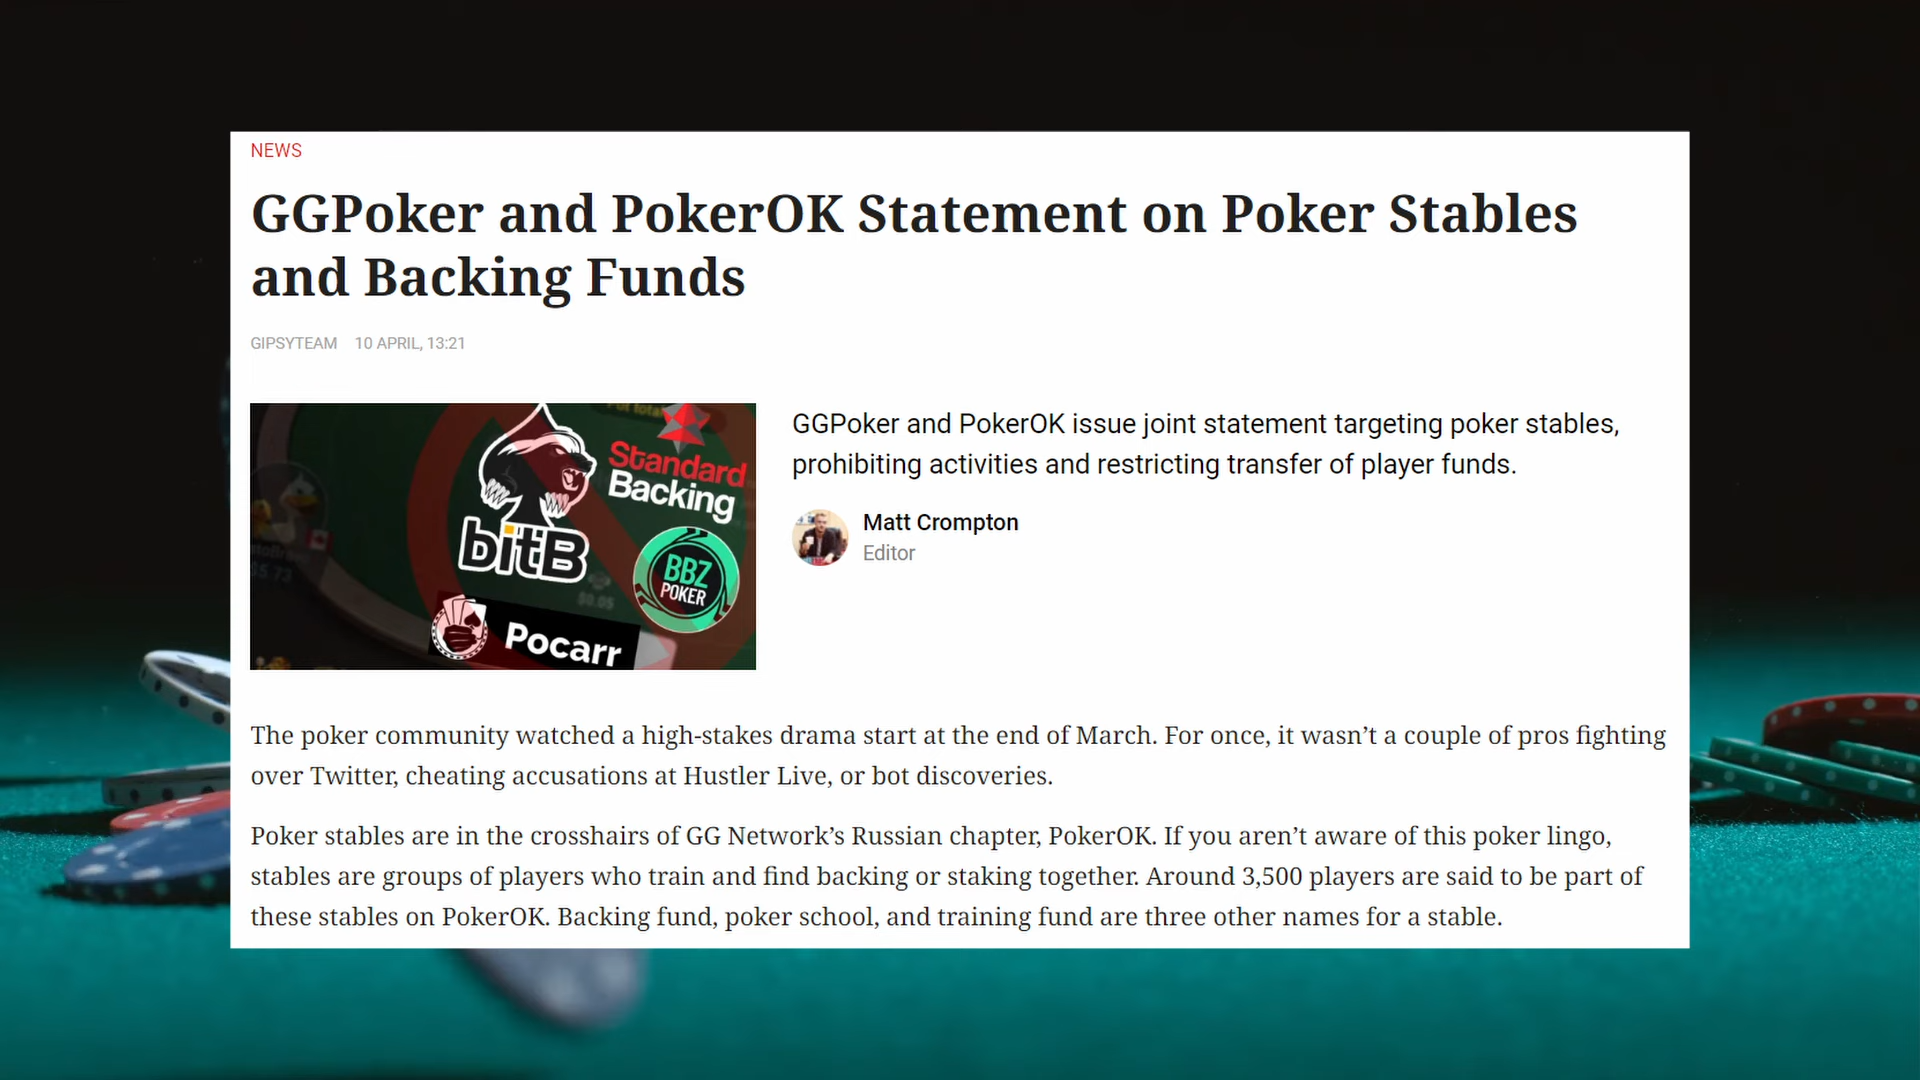 NEWS
GGPoker and PokerOK Statement on Poker Stables
and Backing Funds
GIPSYTEAM 10 APRIL, 13:21
Standard
Backing
bitB
BBZ
POKER
$0.05
Pocarr
GGPoker and PokerOK issue joint statement targeting poker stables,
prohibiting activities and restricting transfer of player funds.
Matt Crompton
Editor
The poker community watched a high-stakes drama start at the end of March. For once, it wasn’t a couple of pros fighting
over Twitter, cheating accusations at Hustler Live, or bot discoveries.
Poker stables are in the crosshairs of GG Network’s Russian chapter, PokerOK. If you aren’t aware of this poker lingo,
stables are groups of players who train and find backing or staking together. Around 3,500 players are said to be part of
these stables on PokerOK. Backing fund, poker school, and training fund are three other names for a stable.